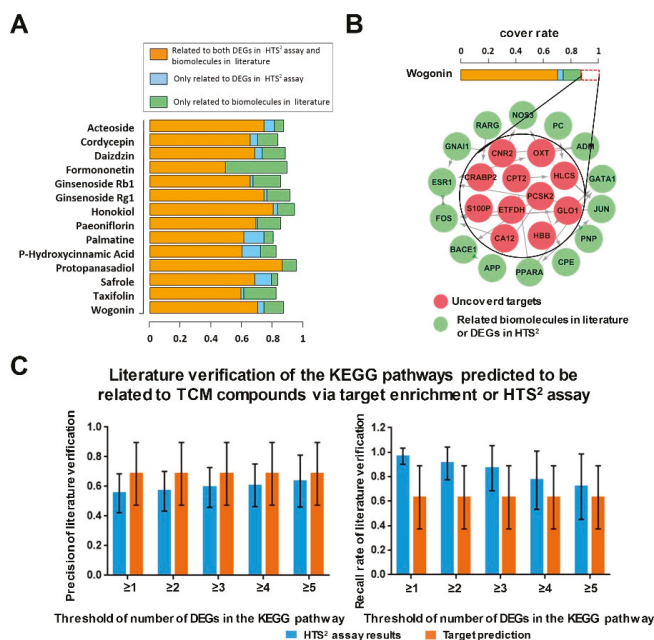 A
Related to both DEGs in HTS² assay and
biomolecules in literature
Only related to DEGs in HTS² assay
Only related to biomolecules in literature
Acteoside
Cordycepin
Daizdzin
Formononetin
Ginsenoside Rb1
Ginsenoside Rg1
Honokiol
Paeoniflorin
Palmatine
P-Hydroxycinnamic Acid
Protopanasadiol
Safrole
Taxifolin
Wogonin
0 0.2 0.4 0.6 0.8 1
B
cover rate
0 0.2 0.4 0.6 0.8 1
Wogonin
NOS3
RARG
PC
GNAI1
ADM
CNR2
OXT
ESR1
CRABP2
CPT2
HLCS
GATA1
PCSK2
S100P
ETFDH
GLO1
JUN
FOS
CA12
HBB
PNP
BACE1
CPE
APP
PPARA
Uncoverd targets
Related biomolecules in literature
or DEGs in HTS²
C
Literature verification of the KEGG pathways predicted to be
related to TCM compounds via target enrichment or HTS² assay
Precision of literature verification
1.0
0.8
0.6
0.4
0.2
0.0
≥1 ≥2 ≥3 ≥4 ≥5
Threshold of number of DEGs in the KEGG pathway
Recall rate of literature verification
1.2
1.0
0.8
0.6
0.4
0.2
0.0
≥1 ≥2 ≥3 ≥4 ≥5
Threshold of number of DEGs in the KEGG pathway
HTS² assay results
Target prediction